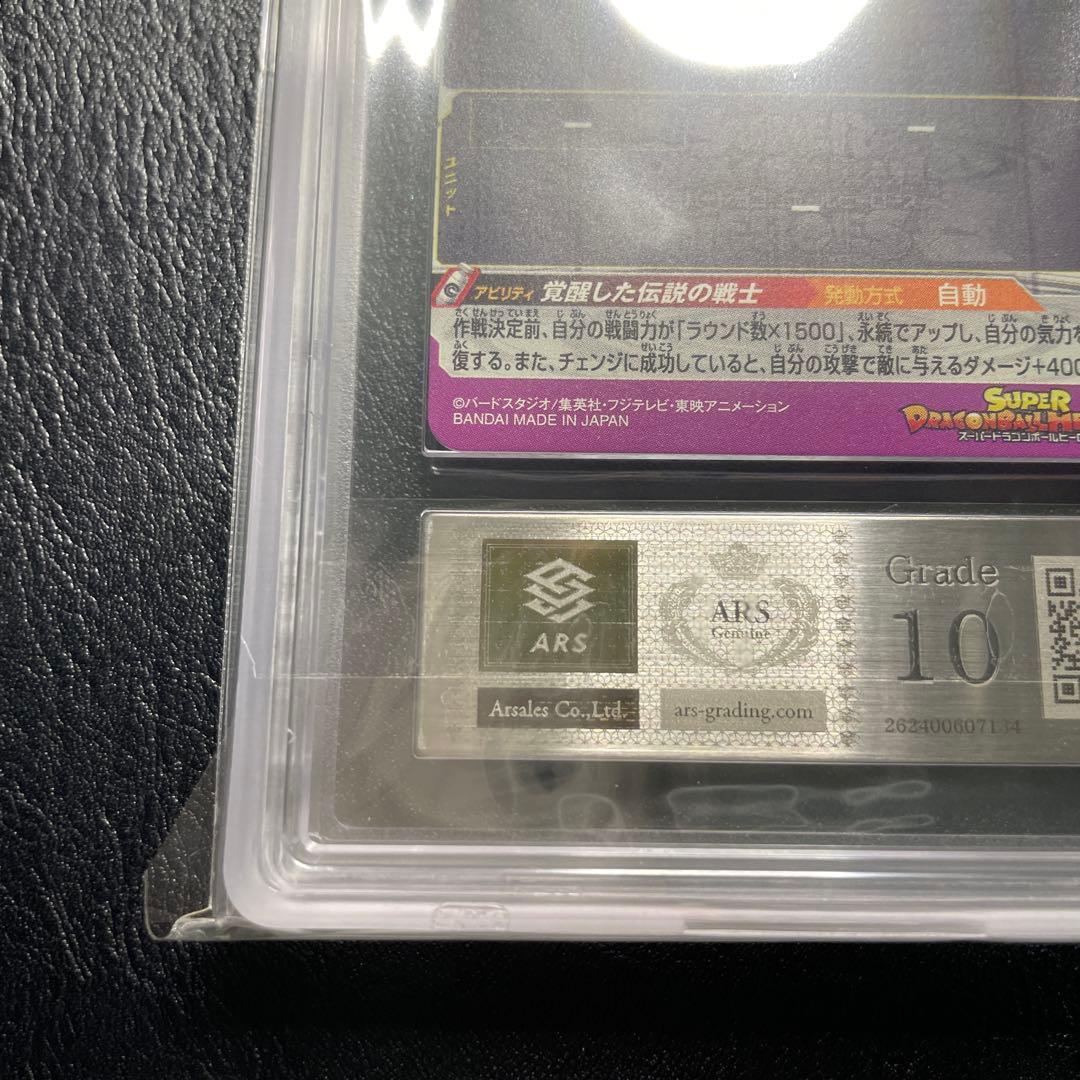 ユニット
アビリティ 覚醒した伝説の戦士 発動方式 自動
作戦決定前、自分の戦闘力が「ラウンド数×1500」、永続でアップし、自分の気力を
復する。また、チェンジに成功していると、自分の攻撃で敵に与えるダメージ+400
©バードスタジオ/集英社・フジテレビ・東映アニメーション
BANDAI MADE IN JAPAN
SUPER
DRAGONBALL HE
スーパードラゴンボールヒーロ
ARS
Arsales Co.,Ltd.
ARS
Genuine
ars-grading.com
Grade
10
262400607134